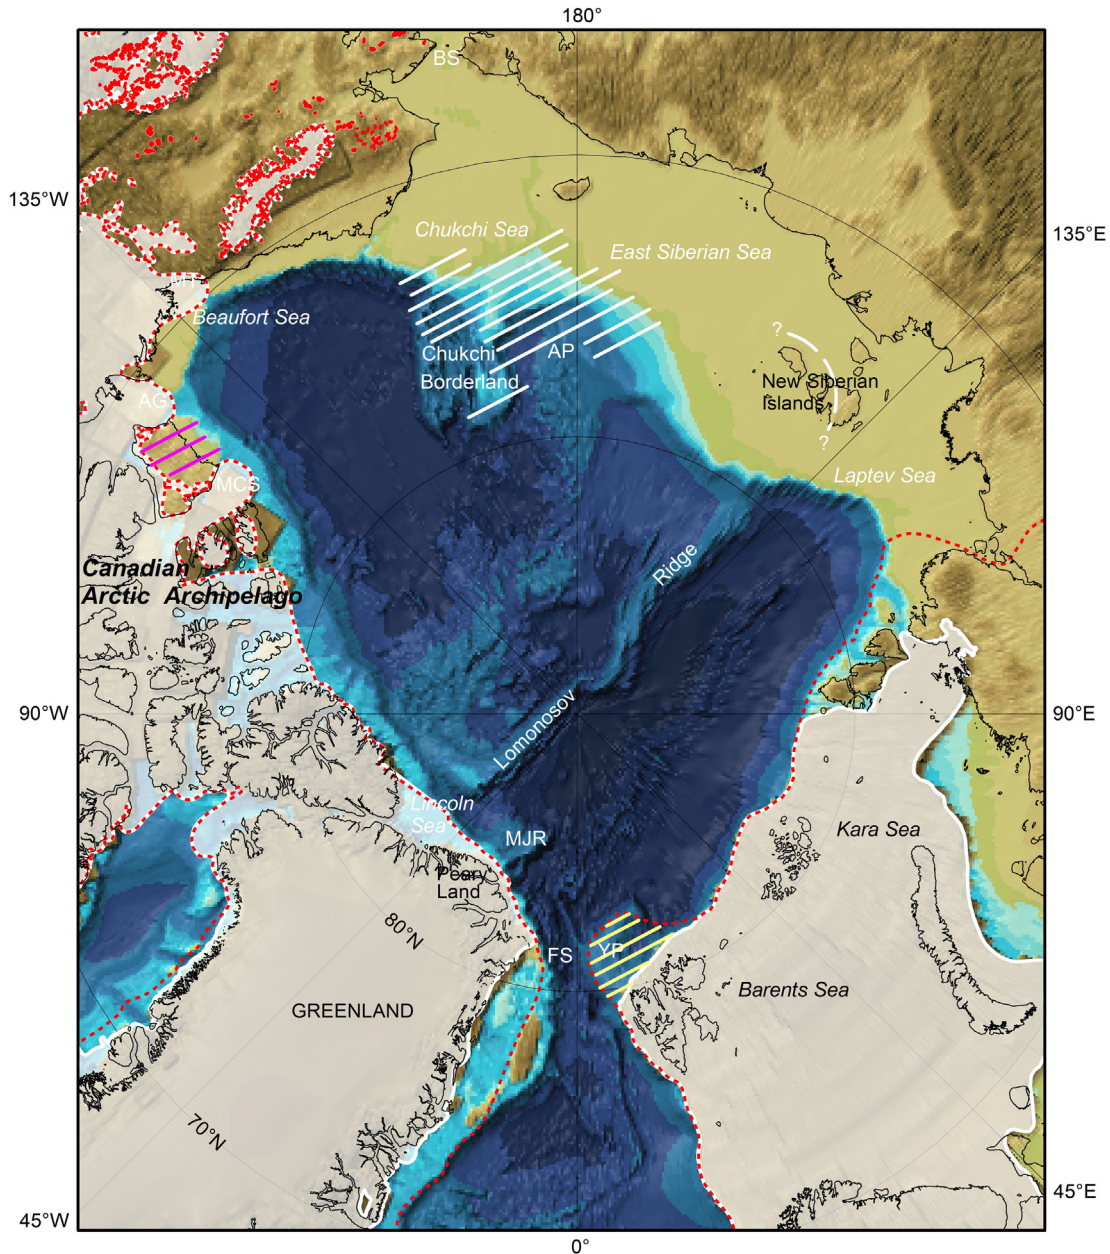 180°
BS
135°W
135°E
Chukchi Sea
East Siberian Sea
MT
Beaufort Sea
Chukchi
Borderland
AP
?
New Siberian
Islands
?
AG
MCS
Laptev Sea
Canadian
Arctic Archipelago
Ridge
90°W
90°E
Lomonosov
Lincoln
Sea
MJR
Kara Sea
Peary
Land
80°N
FS
YP
Barents Sea
GREENLAND
70°N
45°W
45°E
0°